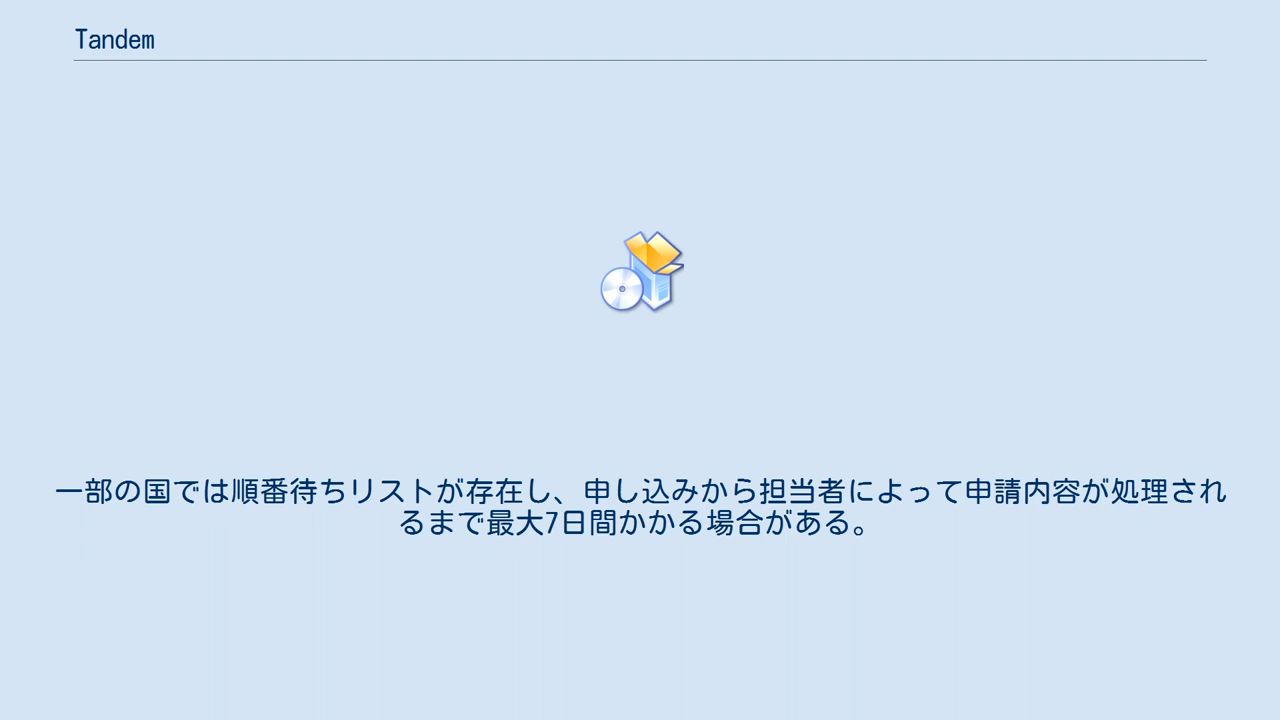 Tandem
一部の国では順番待ちリストが存在し、申し込みから担当者によって申請内容が処理され
るまで最大7日間かかる場合がある。